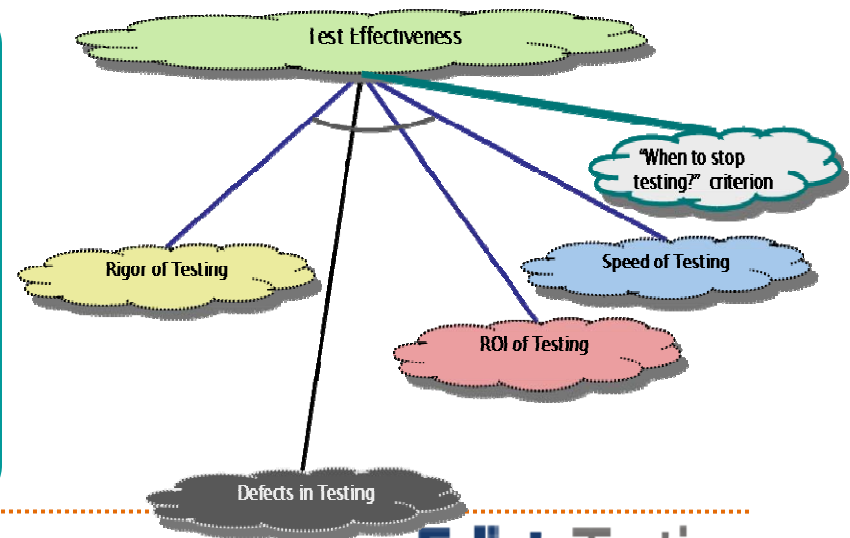 Test Effectiveness
"When to stop
testing?" criterion
Rigor of Testing
Speed of Testing
ROI of Testing
Defects in Testing